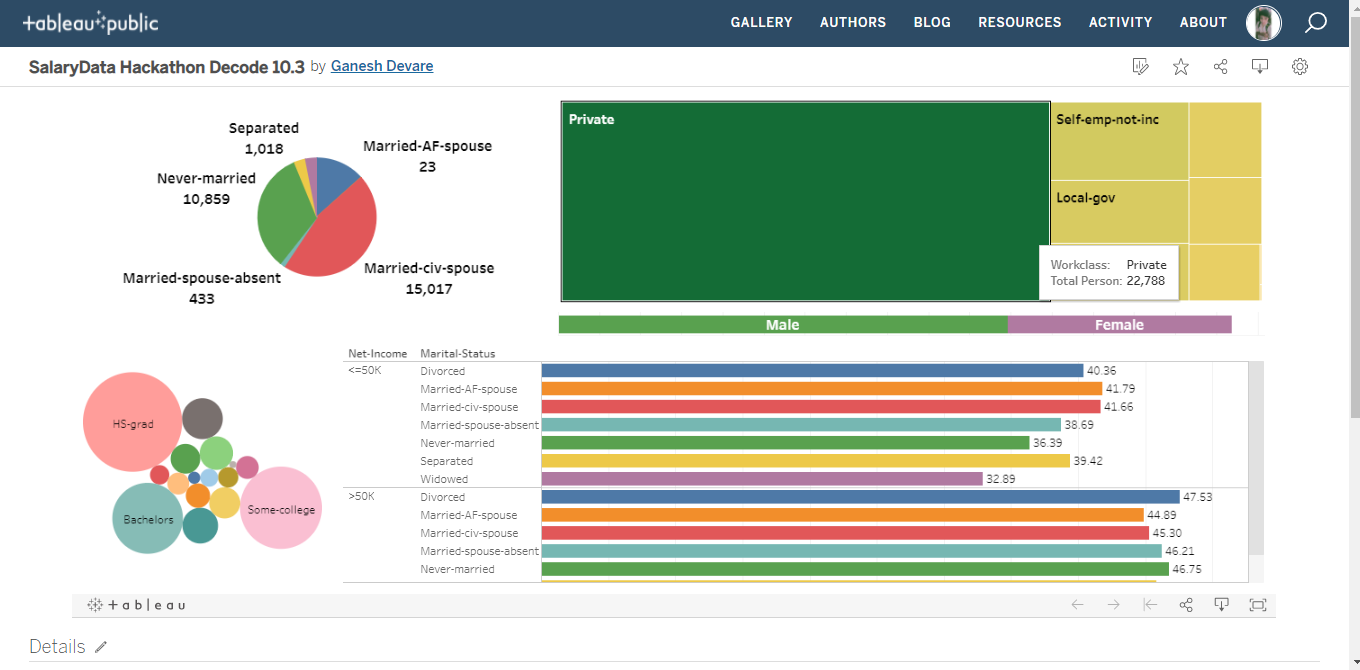 +ableau+public
GALLERY AUTHORS BLOG RESOURCES ACTIVITY ABOUT
SalaryData Hackathon Decode 10.3 by Ganesh Devare
Separated
1,018
Married-AF-spouse
23
Never-married
10,859
Married-spouse-absent
433
Married-civ-spouse
15,017
Private
Self-emp-not-inc
Local-gov
Workclass: Private
Total Person: 22,788
Male Female
HS-grad
Bachelors
Some-college
Net-Income Marital-Status
<=50K Divorced 40.36
Married-AF-spouse 41.79
Married-civ-spouse 41.66
Married-spouse-absent 38.69
Never-married 36.39
Separated 39.42
Widowed 32.89
>50K Divorced 47.53
Married-AF-spouse 44.89
Married-civ-spouse 45.30
Married-spouse-absent 46.21
Never-married 46.75
+ableau
Details